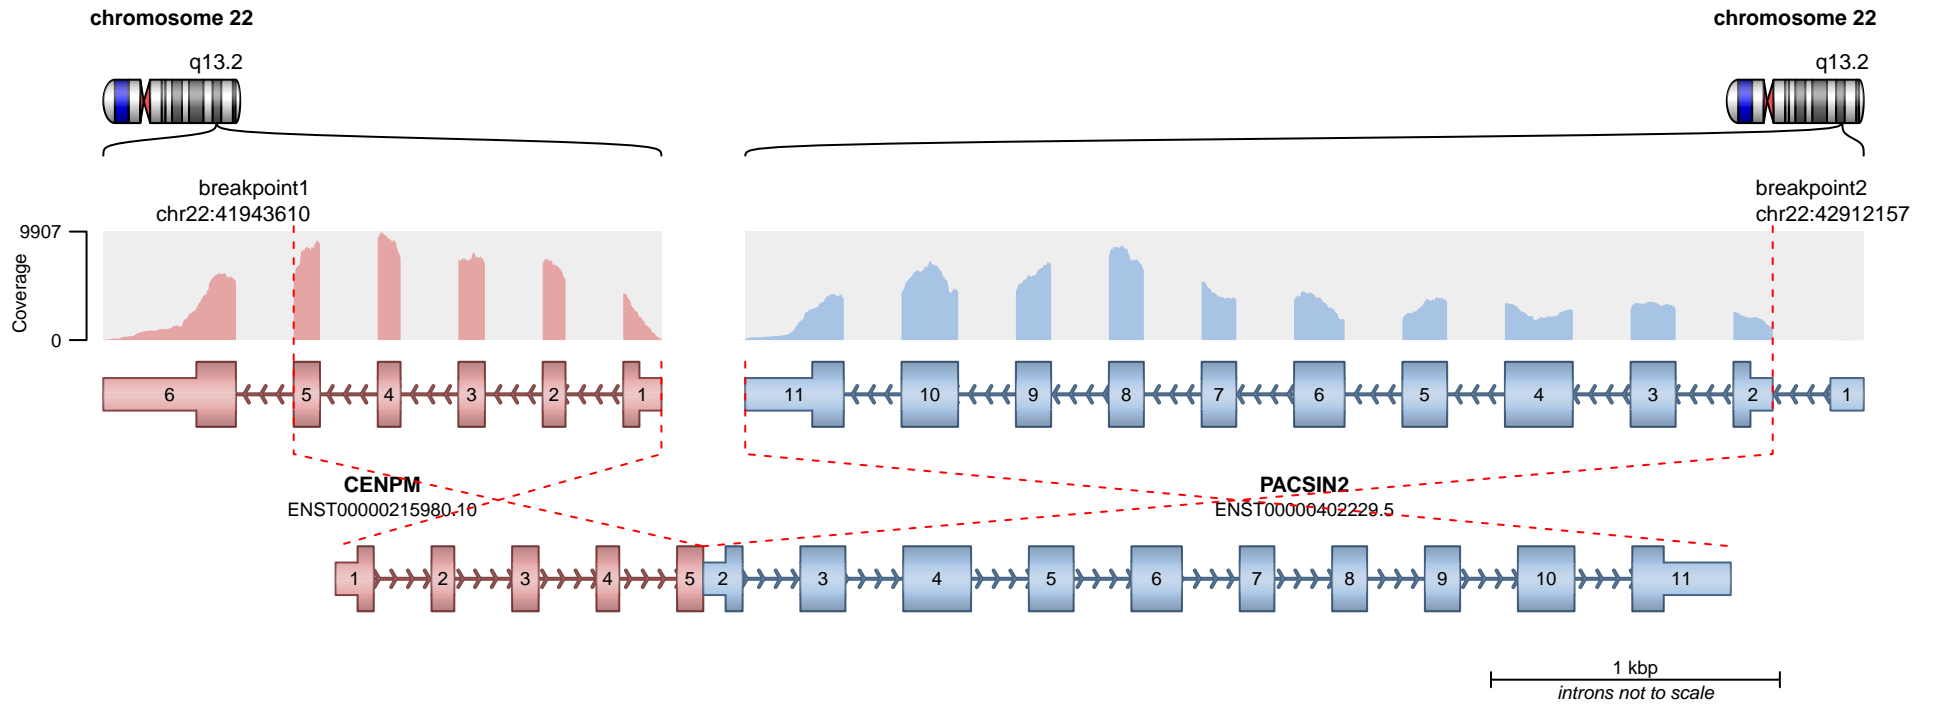 chromosome 22
chromosome 22
q13.2
q13.2
breakpoint1
chr22:41943610
breakpoint2
chr22:42912157
9907
Coverage
0
6 5 4 3 2 1
11 10 9 8 7 6 5 4 3 2 1
CENPM
ENST00000215980.10
PACSIN2
ENST00000402229.5
1 2 3 4 5 2 3 4 5 6 7 8 9 10 11
1 kbp
introns not to scale